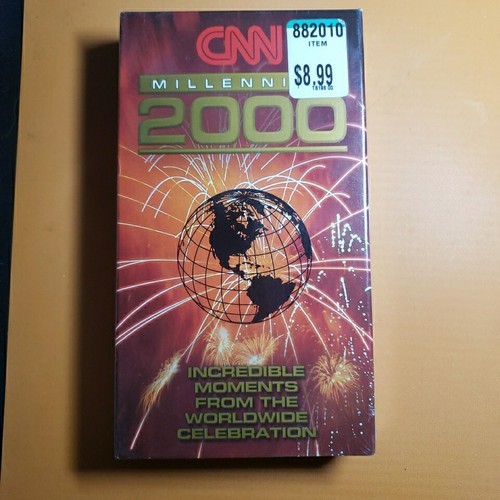 CNN
882010
ITEM
$8.99
MILLENNI
2000
INCREDIBLE
MOMENTS
FROM THE
WORLDWIDE
CELEBRATION